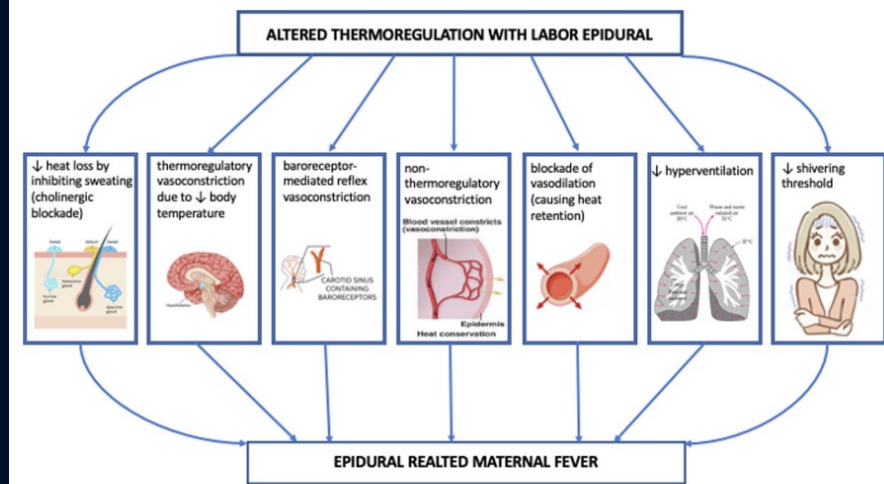 ALTERED THERMOREGULATION WITH LABOR EPIDURAL
↓ heat loss by
inhibiting sweating
(cholinergic
blockade)
thermoregulatory
vasoconstriction
due to ↓ body
temperature
baroreceptor-
mediated reflex
vasoconstriction
CAROTID SINUS
CONTAINING
BARORECEPTORS
non-
thermoregulatory
vasoconstriction
Blood vessel constricts
(vasoconstriction)
Epidermis
Heat conservation
blockade of
vasodilation
(causing heat
retention)
↓ hyperventilation
↓ shivering
threshold
EPIDURAL REALTED MATERNAL FEVER